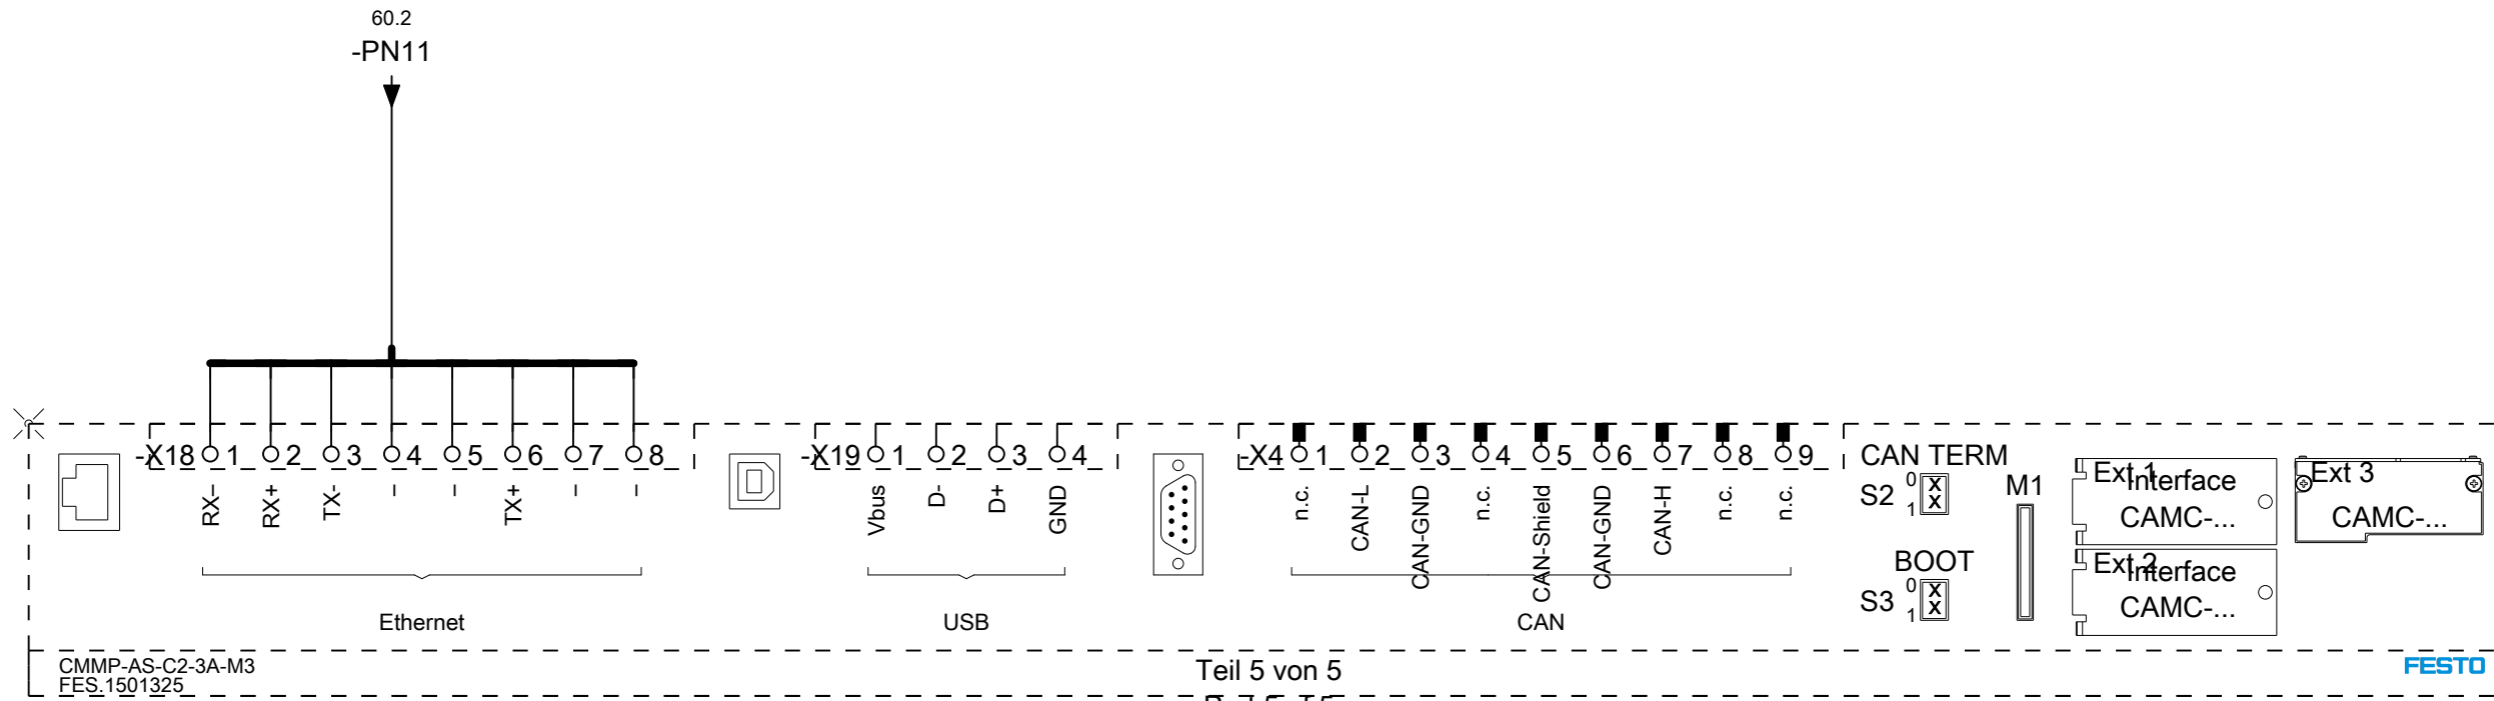 60.2
-PN11
-X18 1 2 3 4 5 6 7 8
RX- RX+ TX- - - TX+ - -
Ethernet
-X19 1 2 3 4
Vbus D- D+ GND
USB
-X4 1 2 3 4 5 6 7 8 9
n.c. CAN-L CAN-GND n.c. CAN-Shield CAN-GND CAN-H n.c. n.c.
CAN
CAN TERM
S2 0 X
1 X
BOOT
S3 0 X
1 X
M1
Ext 1
Interface
CAMC-...
Ext 2
Interface
CAMC-...
Ext 3
CAMC-...
CMMP-AS-C2-3A-M3
FES.1501325
Teil 5 von 5
FESTO